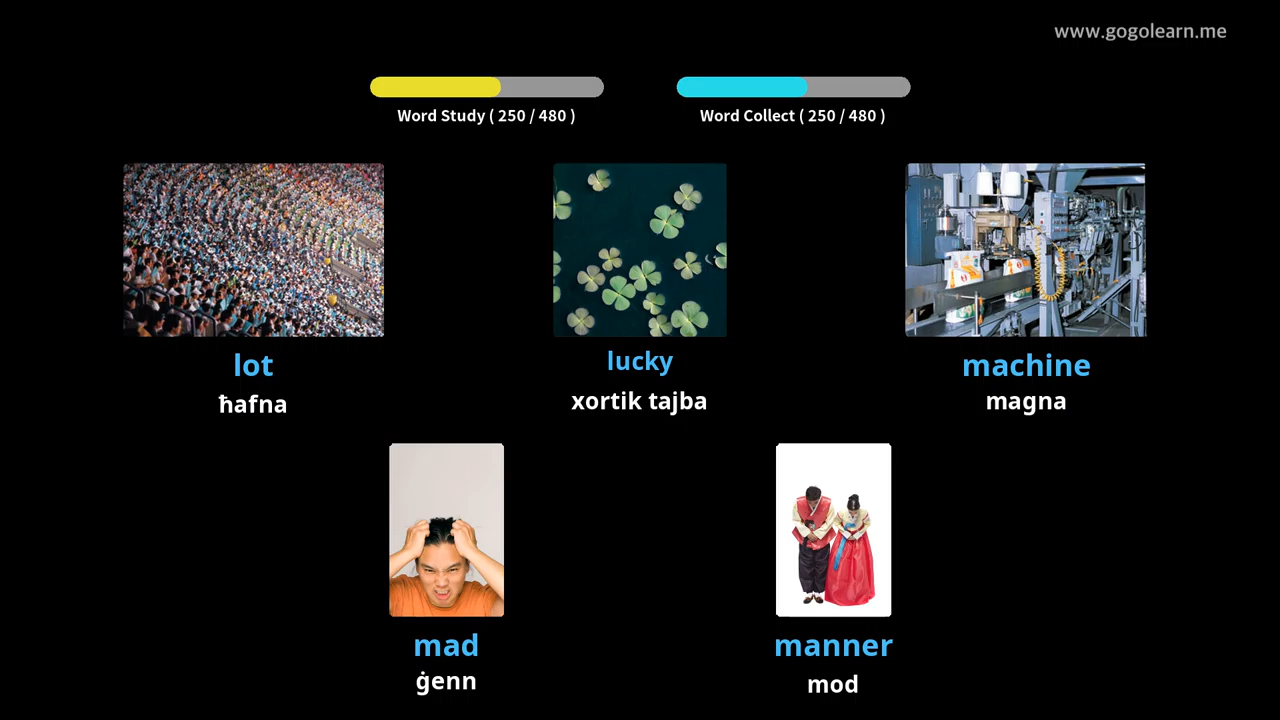 www.gogolearn.me
Word Study ( 250 / 480 )
Word Collect ( 250 / 480 )
lot
ħafna
lucky
xortik tajba
machine
magna
mad
ġenn
manner
mod